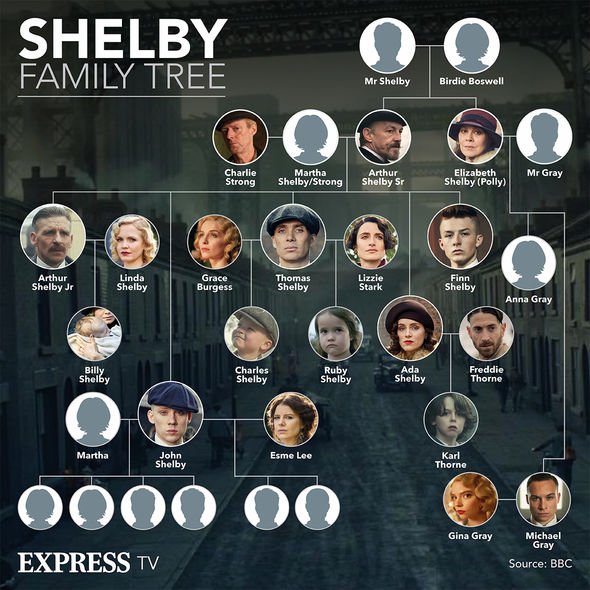 SHELBY
FAMILY TREE
Mr Shelby
Birdie Boswell
Charlie
Strong
Martha
Shelby/Strong
Arthur
Shelby Sr
Elizabeth
Shelby (Polly)
Mr Gray
Arthur
Shelby Jr
Linda
Shelby
Grace
Burgess
Thomas
Shelby
Lizzie
Stark
Finn
Shelby
Anna Gray
Billy
Shelby
Charles
Shelby
Ruby
Shelby
Ada
Shelby
Freddie
Thorne
Martha
John
Shelby
Esme Lee
Karl
Thorne
Gina Gray
Michael
Gray
EXPRESS TV
Source: BBC